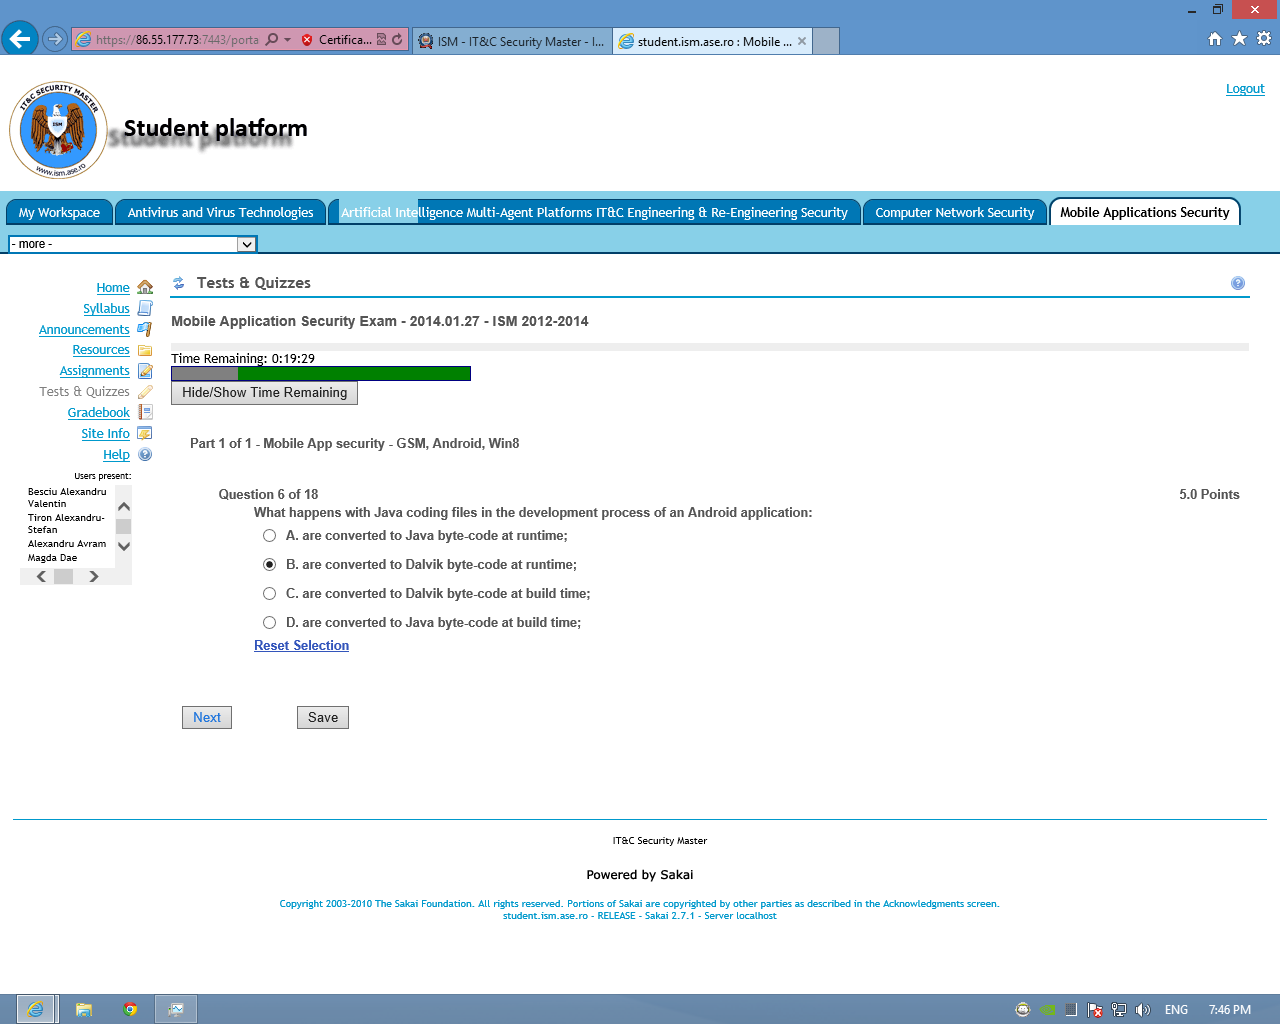 https://86.55.177.73:7443/porta
Certifica...
ISM - IT&C Security Master - I...
student.ism.ase.ro : Mobile ...
Logout
IT&C SECURITY MASTER
ISM
www.ism.ase.ro
Student platform
My Workspace
Antivirus and Virus Technologies
Artificial Intelligence Multi-Agent Platforms IT&C Engineering & Re-Engineering Security
Computer Network Security
Mobile Applications Security
- more -
Home
Syllabus
Announcements
Resources
Assignments
Tests & Quizzes
Gradebook
Site Info
Help
Users present:
Besciu Alexandru
Valentin
Tiron Alexandru-
Stefan
Alexandru Avram
Magda Dae
Tests & Quizzes
Mobile Application Security Exam - 2014.01.27 - ISM 2012-2014
Time Remaining: 0:19:29
Hide/Show Time Remaining
Part 1 of 1 - Mobile App security - GSM, Android, Win8
Question 6 of 18
5.0 Points
What happens with Java coding files in the development process of an Android application:
A. are converted to Java byte-code at runtime;
B. are converted to Dalvik byte-code at runtime;
C. are converted to Dalvik byte-code at build time;
D. are converted to Java byte-code at build time;
Reset Selection
Next
Save
IT&C Security Master
Powered by Sakai
Copyright 2003-2010 The Sakai Foundation. All rights reserved. Portions of Sakai are copyrighted by other parties as described in the Acknowledgments screen.
student.ism.ase.ro - RELEASE - Sakai 2.7.1 - Server localhost
ENG
7:46 PM